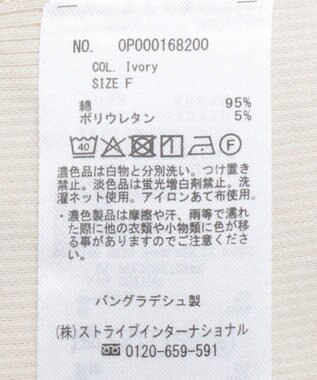 NO. OP000168200
COL. Ivory
SIZE F
綿 95%
ポリウレタン 5%
40 F
濃色品は白物と分別洗い。つけ置き
禁止。淡色品は蛍光増白剤禁止。洗
濯ネット使用。アイロンあて布使用。
・濃色製品は摩擦や汗、雨等で濡れ
た際に他の衣類や小物類に色が移
る事がありますのでご注意くださ
い。
バングラデシュ製
(株)ストライプインターナショナル
0120-659-591